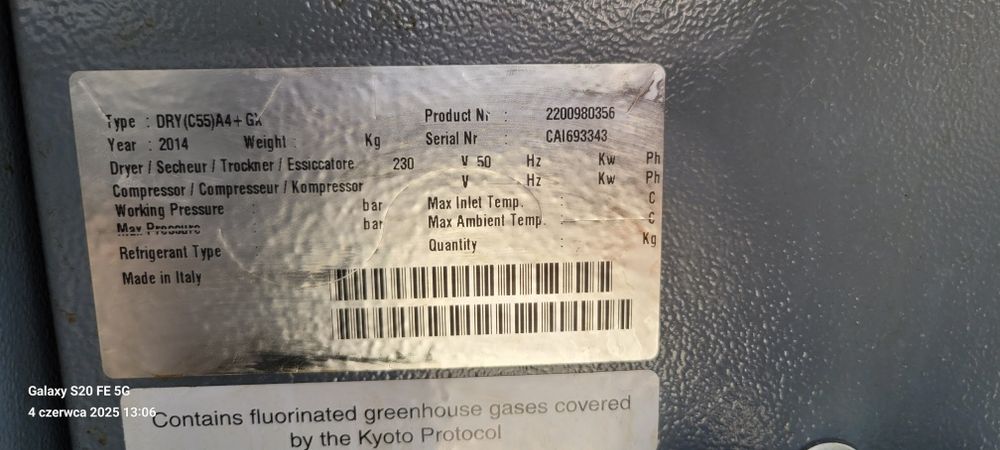 Type : DRY(C55)A4+ GX Product Nr : 2200980356
Year : 2014 Weight : Kg Serial Nr CAI693343
Dryer / Secheur / Trockner / Essiccatore 230 V 50 Hz Kw Ph
Compressor / Compresseur / Kompressor V Hz Kw Ph
Working Pressure : bar Max Inlet Temp. : C
Max Pressure bar Max Ambient Temp. : C
Refrigerant Type : Quantity : Kg
Made in Italy
Contains fluorinated greenhouse gases covered
by the Kyoto Protocol
Galaxy S20 FE 5G
4 czerwca 2025 13:06